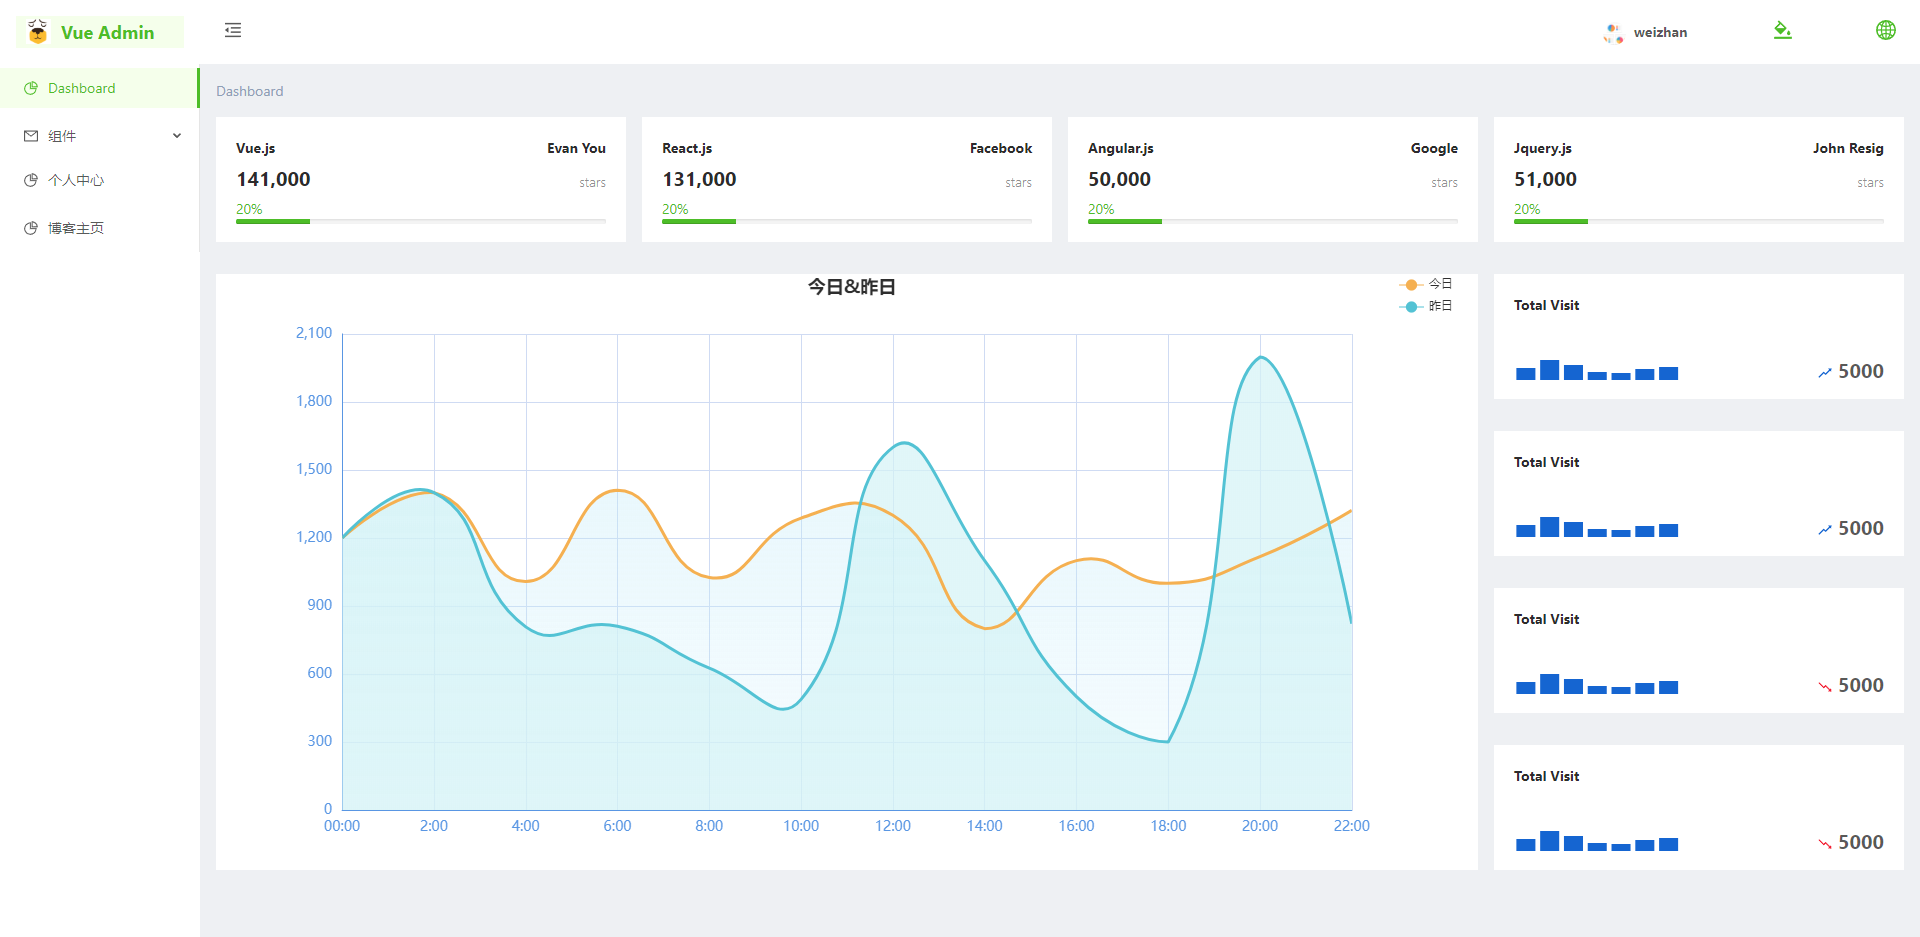 Vue Admin
weizhan
Dashboard
组件
个人中心
博客主页
Dashboard
Vue.js Evan You
141,000 stars
20%
React.js Facebook
131,000 stars
20%
Angular.js Google
50,000 stars
20%
Jquery.js John Resig
51,000 stars
20%
今日&昨日
今日
昨日
2,100
1,800
1,500
1,200
900
600
300
0
00:00 2:00 4:00 6:00 8:00 10:00 12:00 14:00 16:00 18:00 20:00 22:00
Total Visit
5000
Total Visit
5000
Total Visit
5000
Total Visit
5000